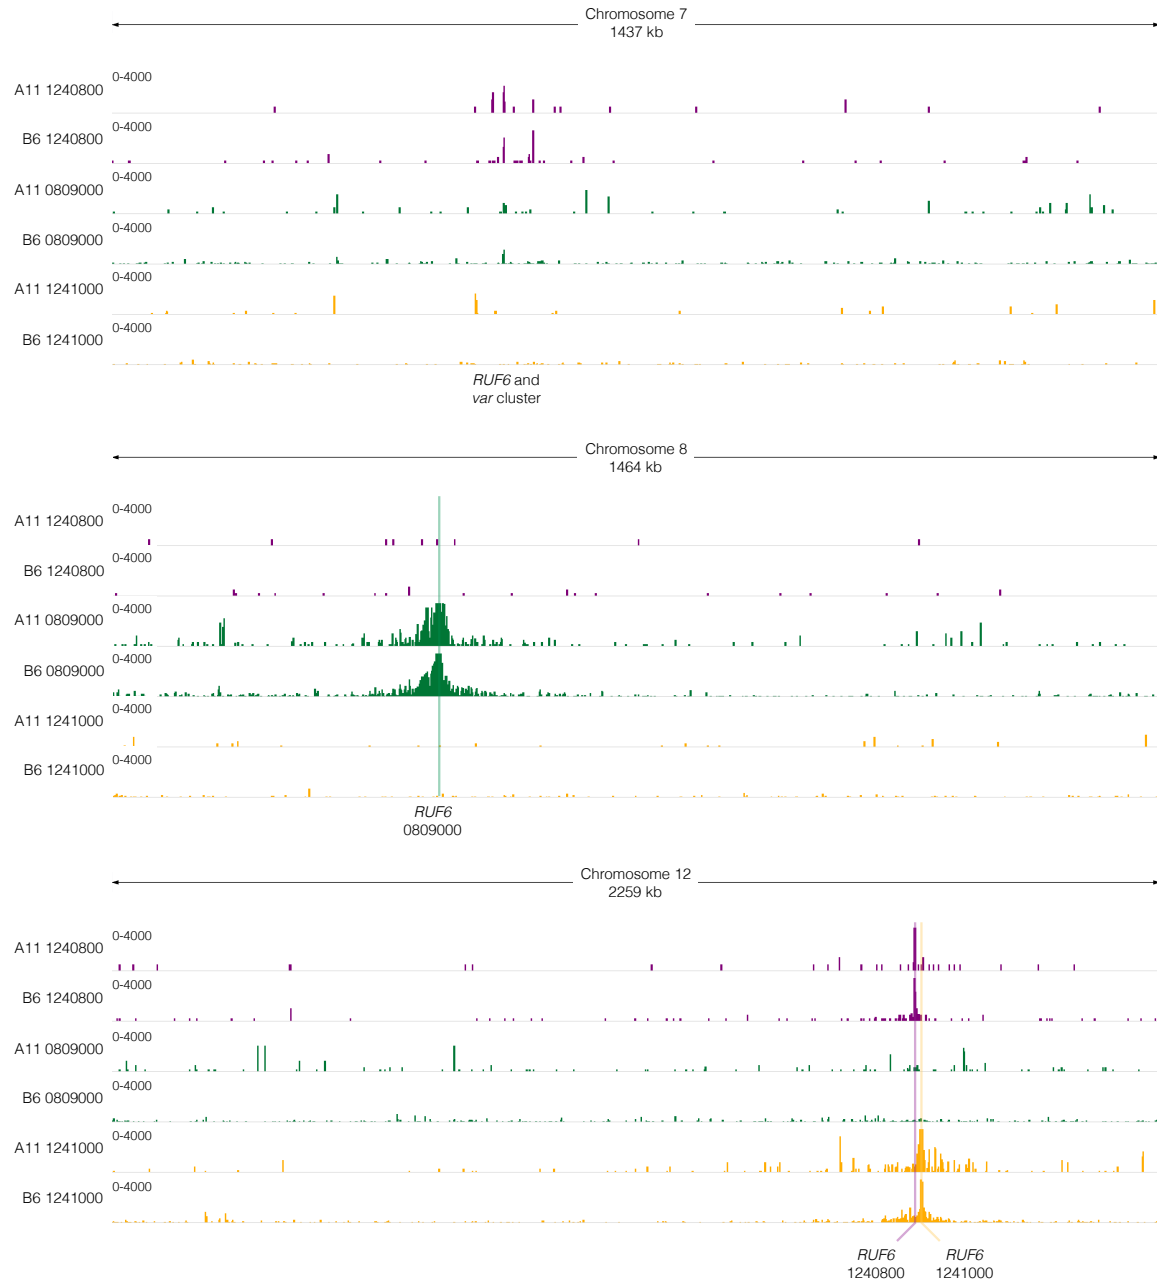 Chromosome 7
1437 kb
A11 1240800 0-4000
B6 1240800 0-4000
A11 0809000 0-4000
B6 0809000 0-4000
A11 1241000 0-4000
B6 1241000 0-4000
RUF6 and
var cluster
Chromosome 8
1464 kb
A11 1240800 0-4000
B6 1240800 0-4000
A11 0809000 0-4000
B6 0809000 0-4000
A11 1241000 0-4000
B6 1241000 0-4000
RUF6
0809000
Chromosome 12
2259 kb
A11 1240800 0-4000
B6 1240800 0-4000
A11 0809000 0-4000
B6 0809000 0-4000
A11 1241000 0-4000
B6 1241000 0-4000
RUF6 RUF6
1240800 1241000